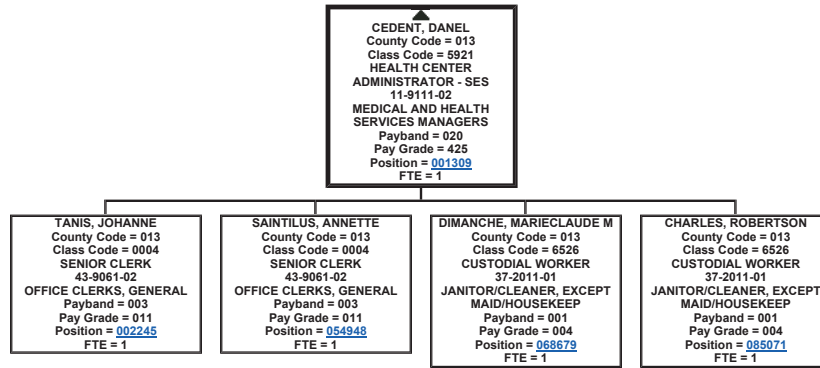 CEDENT, DANEL
County Code = 013
Class Code = 5921
HEALTH CENTER
ADMINISTRATOR - SES
11-9111-02
MEDICAL AND HEALTH
SERVICES MANAGERS
Payband = 020
Pay Grade = 425
Position = 001309
FTE = 1
TANIS, JOHANNE
County Code = 013
Class Code = 0004
SENIOR CLERK
43-9061-02
OFFICE CLERKS, GENERAL
Payband = 003
Pay Grade = 011
Position = 002245
FTE = 1
SAINTILUS, ANNETTE
County Code = 013
Class Code = 0004
SENIOR CLERK
43-9061-02
OFFICE CLERKS, GENERAL
Payband = 003
Pay Grade = 011
Position = 054948
FTE = 1
DIMANCHE, MARIECLAUDE M
County Code = 013
Class Code = 6526
CUSTODIAL WORKER
37-2011-01
JANITOR/CLEANER, EXCEPT
MAID/HOUSEKEEP
Payband = 001
Pay Grade = 004
Position = 068679
FTE = 1
CHARLES, ROBERTSON
County Code = 013
Class Code = 6526
CUSTODIAL WORKER
37-2011-01
JANITOR/CLEANER, EXCEPT
MAID/HOUSEKEEP
Payband = 001
Pay Grade = 004
Position = 085071
FTE = 1